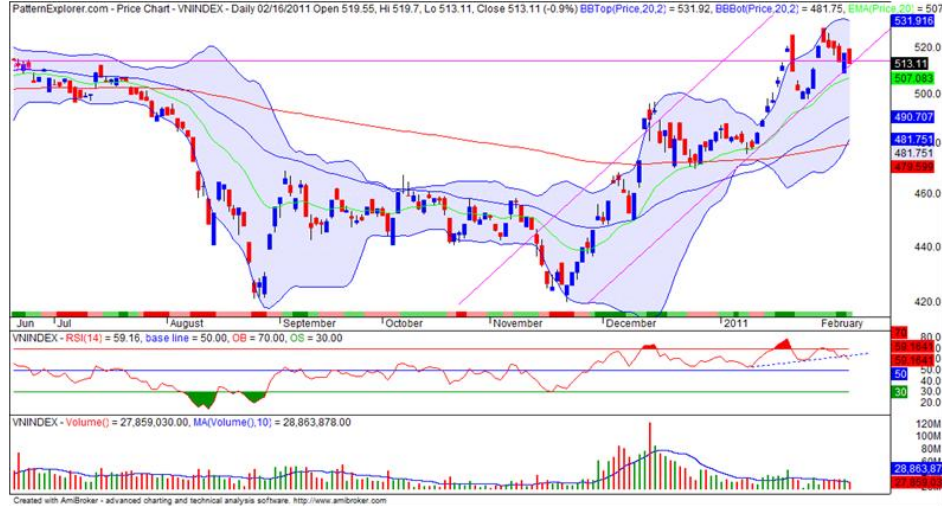 PatternExplorer.com - Price Chart - VNINDEX - Daily 02/16/2011 Open 519.55, Hi 519.7, Lo 513.11, Close 513.11 (-0.9%) BBTop(Price,20,2) = 531.92, BBBot(Price,20,2) = 481.75, EMA(Price,20) = 507
531.916
520.0
513.11
507.083
500.0
490.707
481.751
481.751
479.599
460.0
440.0
420.0
Jun Jul August September October November December 2011 February
VNINDEX - RSI(14) = 59.16, base line = 50.00, OB = 70.00, OS = 30.00
80.0
70
59.1641
59.1641
50.0
50
40.0
30
20.0
VNINDEX - Volume() = 27,859,030.00, MA(Volume(),10) = 28,863,878.00
120M
100M
80M
28,863,87
Created with AmiBroker - advanced charting and technical analysis software. http://www.amibroker.com